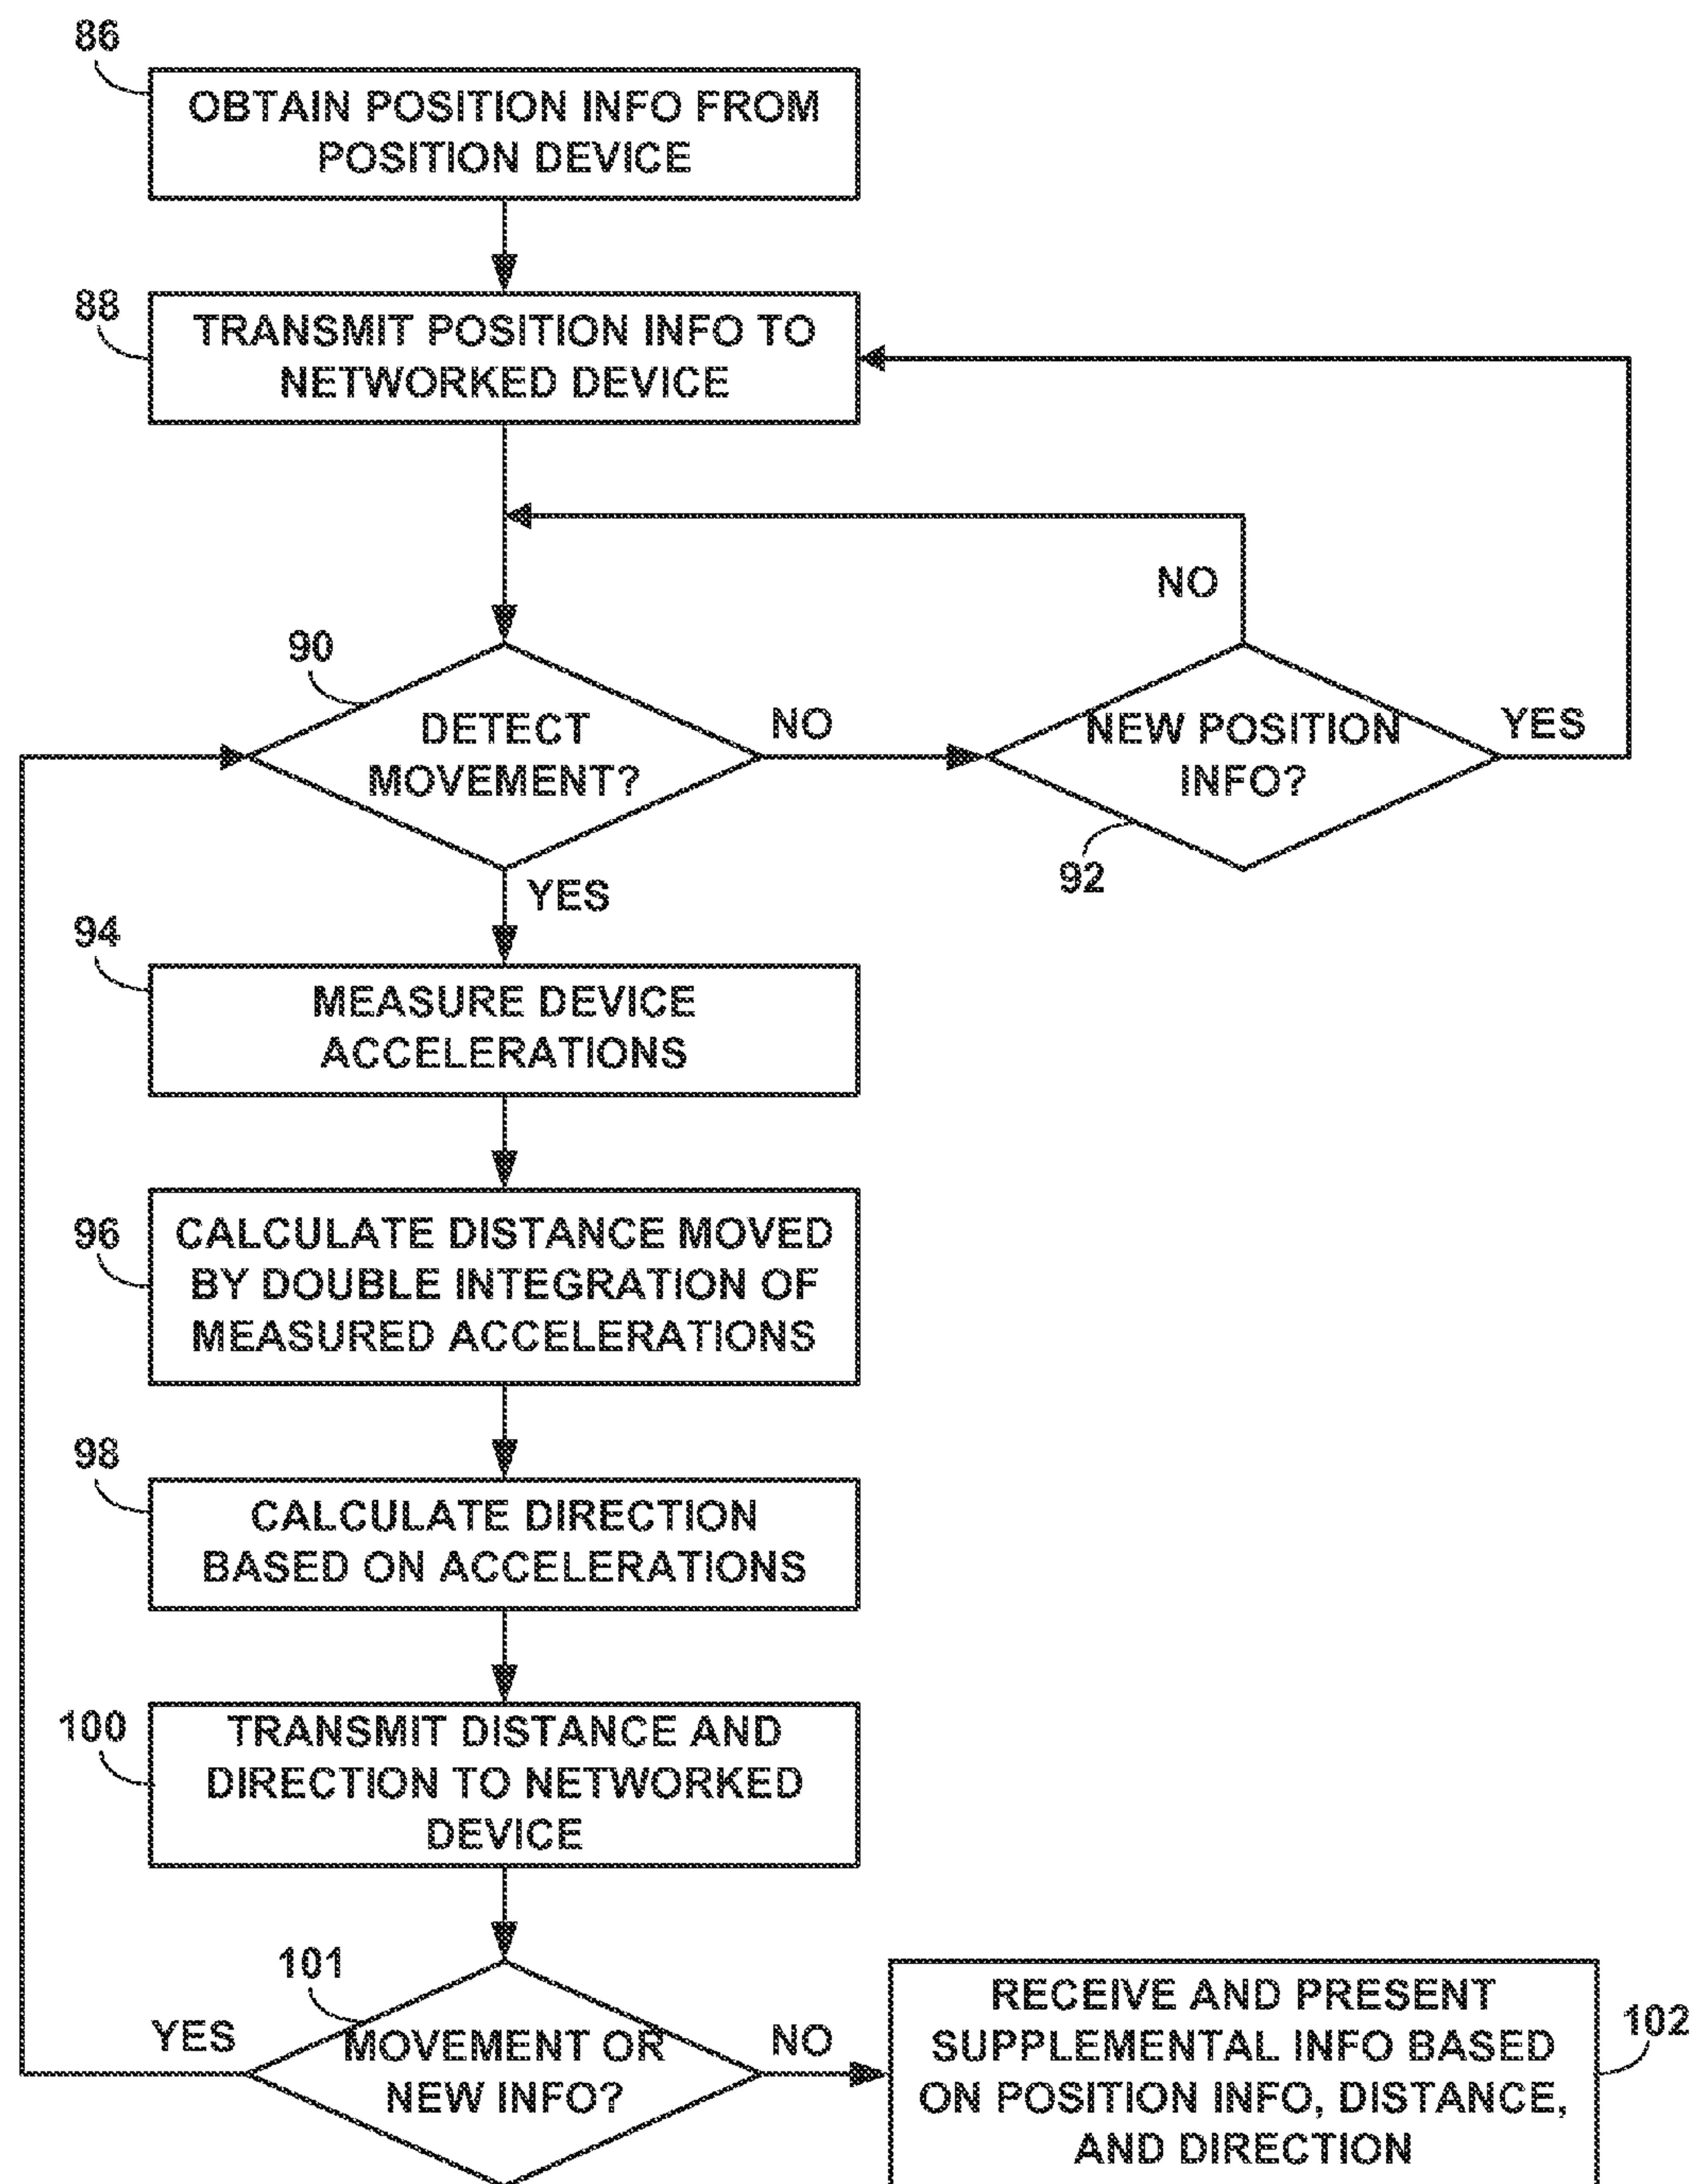 86
OBTAIN POSITION INFO FROM
POSITION DEVICE
88
TRANSMIT POSITION INFO TO
NETWORKED DEVICE
NO
90
DETECT
MOVEMENT?
NO
NEW POSITION
INFO?
YES
92
YES
94
MEASURE DEVICE
ACCELERATIONS
96
CALCULATE DISTANCE MOVED
BY DOUBLE INTEGRATION OF
MEASURED ACCELERATIONS
98
CALCULATE DIRECTION
BASED ON ACCELERATIONS
100
TRANSMIT DISTANCE AND
DIRECTION TO NETWORKED
DEVICE
101
YES
MOVEMENT OR
NEW INFO?
NO
RECEIVE AND PRESENT
SUPPLEMENTAL INFO BASED
ON POSITION INFO, DISTANCE,
AND DIRECTION
102